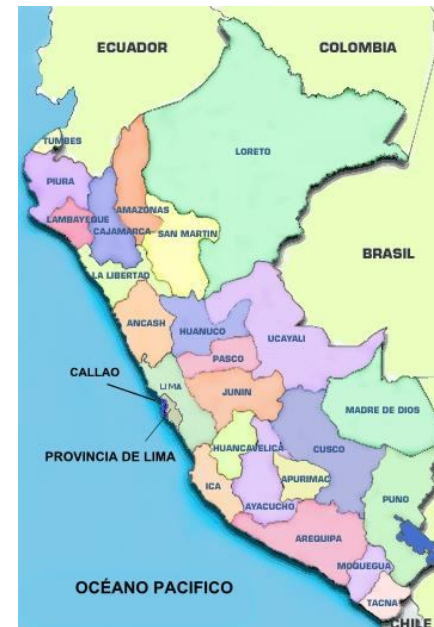 ECUADOR
COLOMBIA
TUMBES
LORETO
PIURA
AMAZONAS
LAMBAYEQUE
CAJAMARCA
SAN MARTIN
BRASIL
LA LIBERTAD
ANCASH
HUANUCO
UCAYALI
PASCO
CALLAO
LIMA
JUNIN
MADRE DE DIOS
PROVINCIA DE LIMA
HUANCAVELICA
CUSCO
ICA
APURIMAC
PUNO
AYACUCHO
AREQUIPA
MOQUEGUA
OCÉANO PACIFICO
TACNA
CHILE